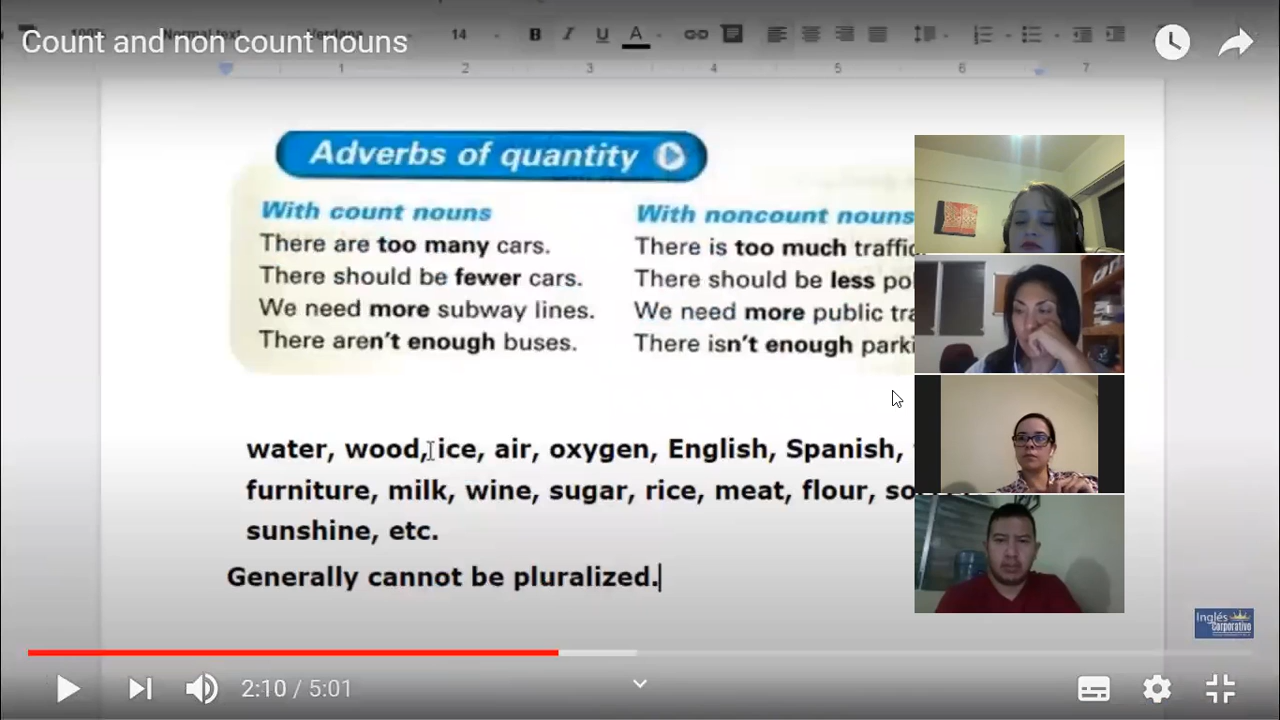 Count and non count nouns
Normal text
Verdana
14
B I U A
1 2 3 4 5 6 7
Adverbs of quantity
With count nouns
There are too many cars.
There should be fewer cars.
We need more subway lines.
There aren't enough buses.
With noncount nouns
There is too much traffic.
There should be less
We need more public
There isn't enough
water, wood, ice, air, oxygen, English, Spanish,
furniture, milk, wine, sugar, rice, meat, flour,
sunshine, etc.
Generally cannot be pluralized.
Inglés
Corporativo
2:10 / 5:01